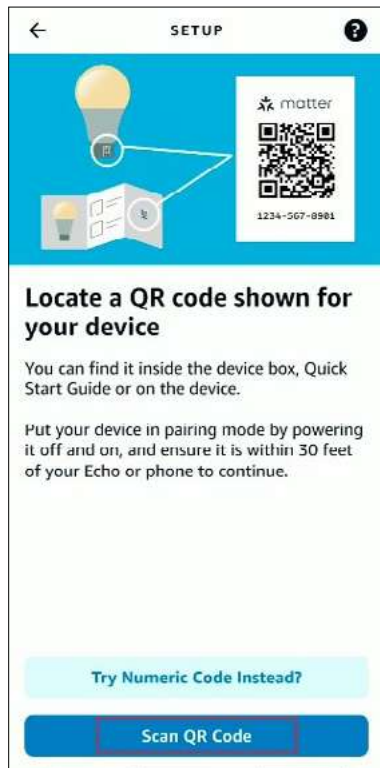 SETUP
matter
1234-567-8901
Locate a QR code shown for
your device
You can find it inside the device box, Quick
Start Guide or on the device.
Put your device in pairing mode by powering
it off and on, and ensure it is within 30 feet
of your Echo or phone to continue.
Try Numeric Code Instead?
Scan QR Code